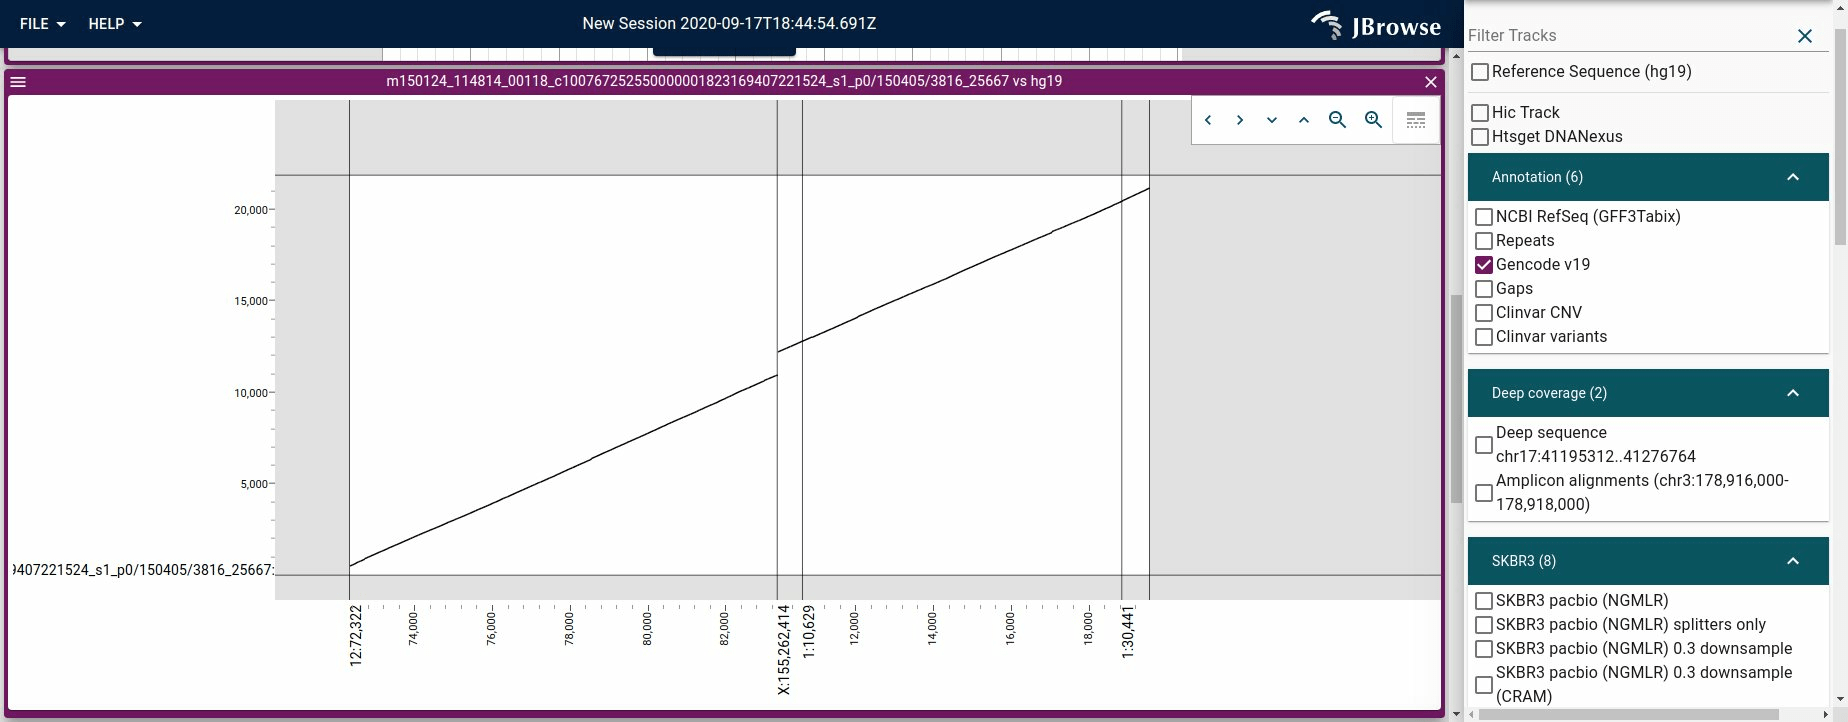 FILE HELP New Session 2020-09-17T18:44:54.691Z JBrowse
m150124_114814_00118_c100767252550000001823169407221524_s1_p0/150405/3816_25667 vs hg19
20,000
15,000
10,000
5,000
9407221524_s1_p0/150405/3816_25667:
12:72,322
74,000
76,000
78,000
80,000
82,000
X:155,262,414
1:10,629
12,000
14,000
16,000
18,000
1:30,441
Filter Tracks
Reference Sequence (hg19)
Hic Track
Htsget DNANexus
Annotation (6)
NCBI RefSeq (GFF3Tabix)
Repeats
Gencode v19
Gaps
Clinvar CNV
Clinvar variants
Deep coverage (2)
Deep sequence
chr17:41195312..41276764
Amplicon alignments (chr3:178,916,000-
178,918,000)
SKBR3 (8)
SKBR3 pacbio (NGMLR)
SKBR3 pacbio (NGMLR) splitters only
SKBR3 pacbio (NGMLR) 0.3 downsample
SKBR3 pacbio (NGMLR) 0.3 downsample
(CRAM)